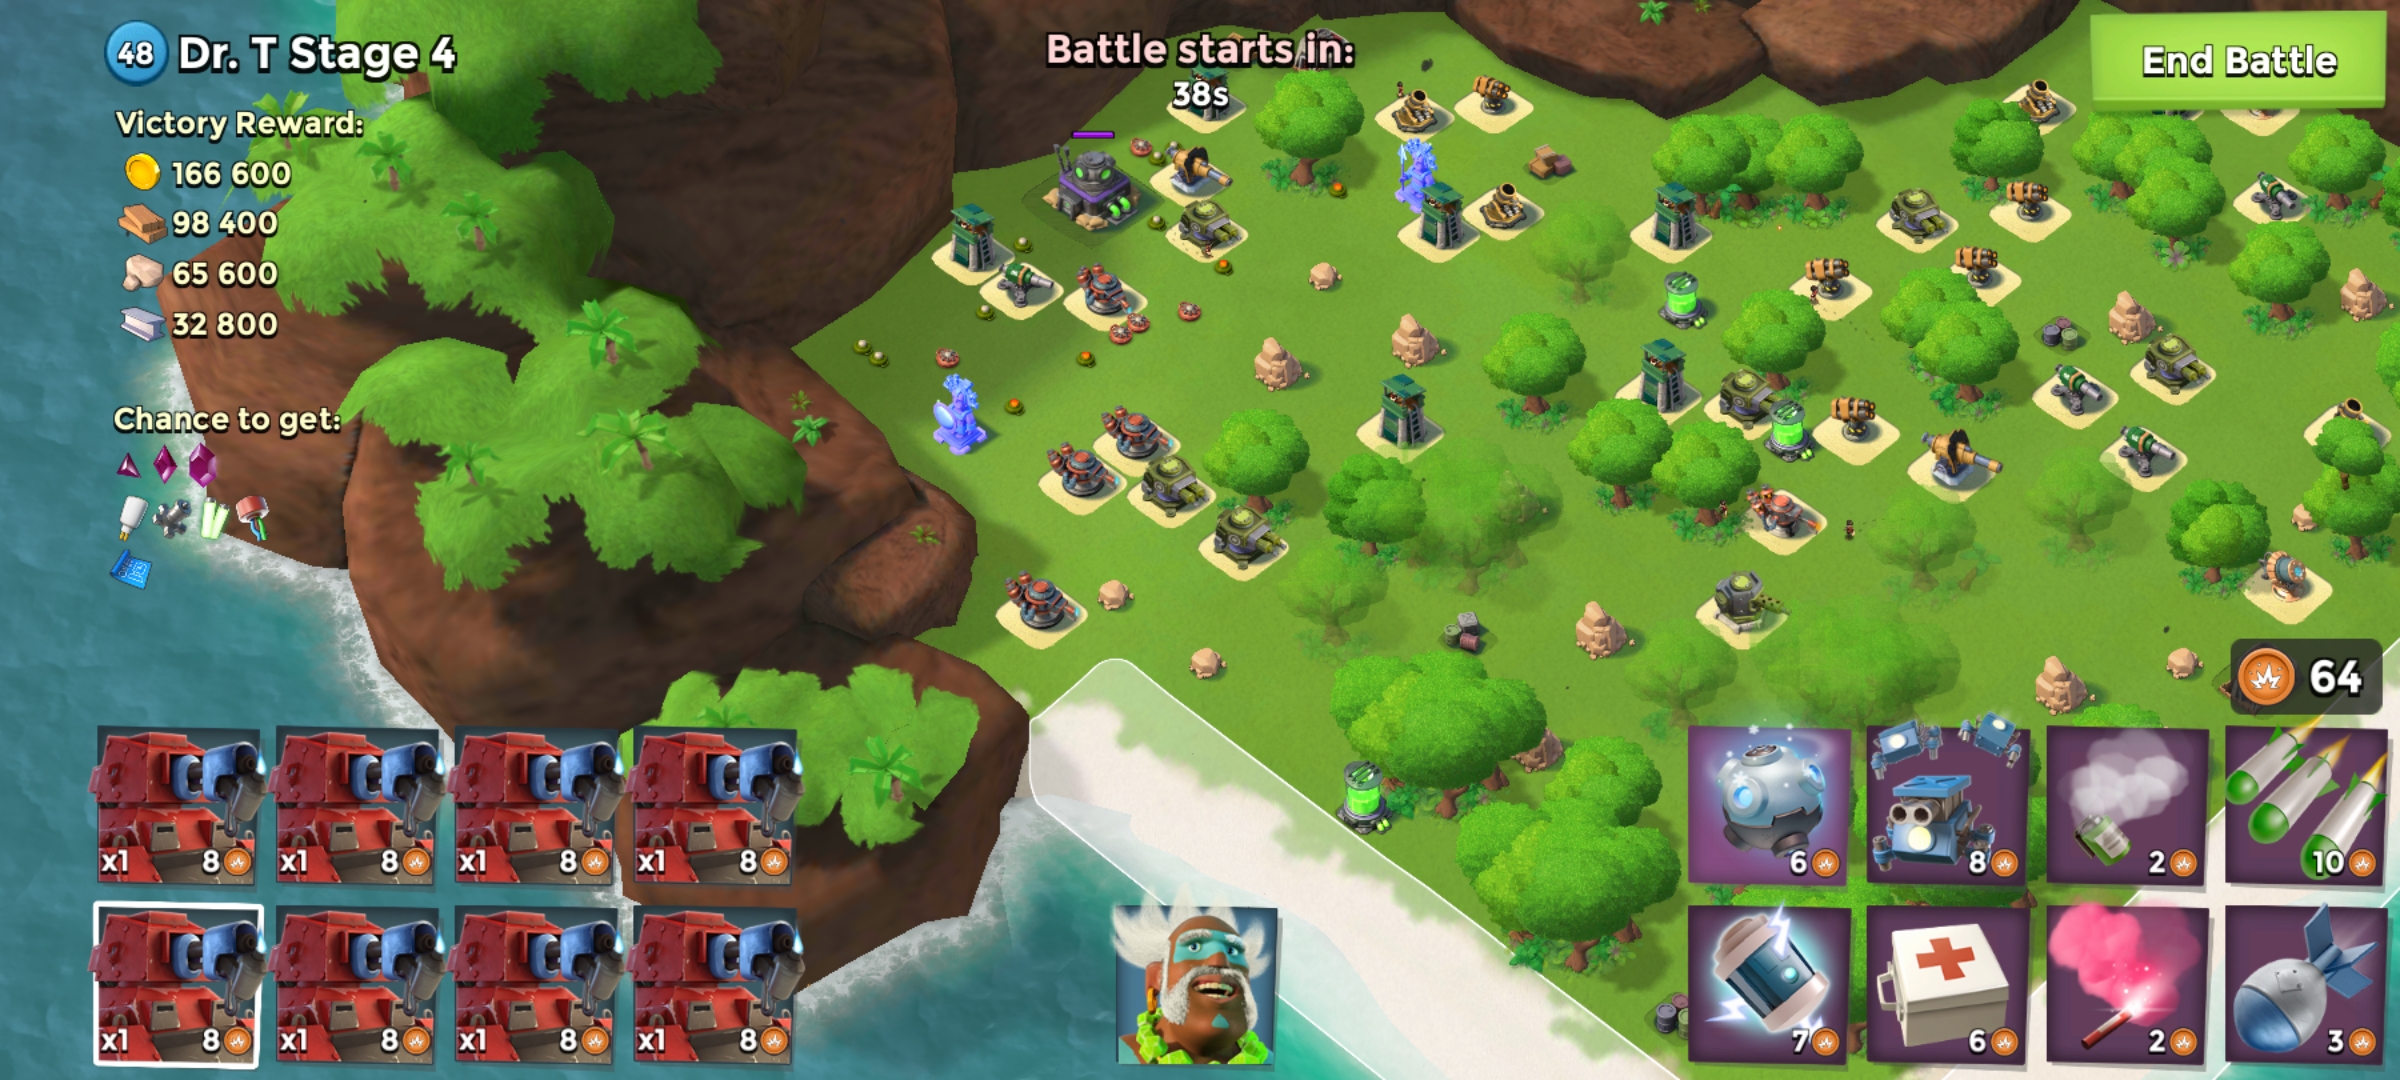 48 Dr. T Stage 4
Battle starts in:
38s
End Battle
Victory Reward:
166 600
98 400
65 600
32 800
Chance to get:
64
x1 8
x1 8
x1 8
x1 8
6
8
2
10
x1 8
x1 8
x1 8
x1 8
7
6
2
3